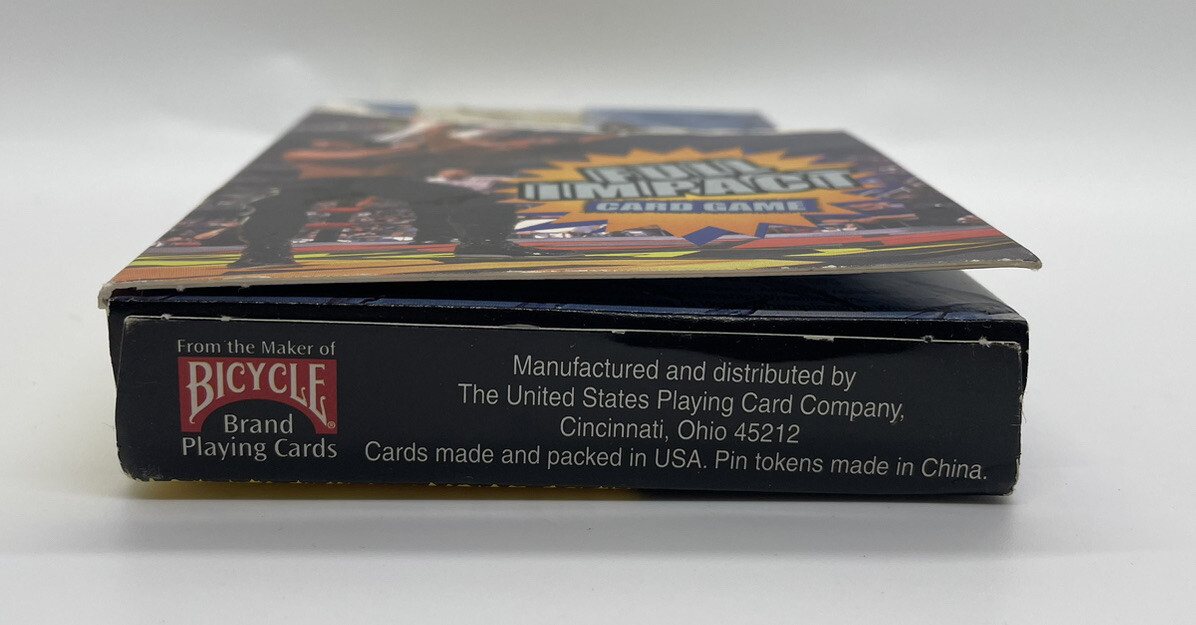 FULL
IMPACT
CARD GAME
From the Maker of
BICYCLE®
Brand
Playing Cards
Manufactured and distributed by
The United States Playing Card Company,
Cincinnati, Ohio 45212
Cards made and packed in USA. Pin tokens made in China.